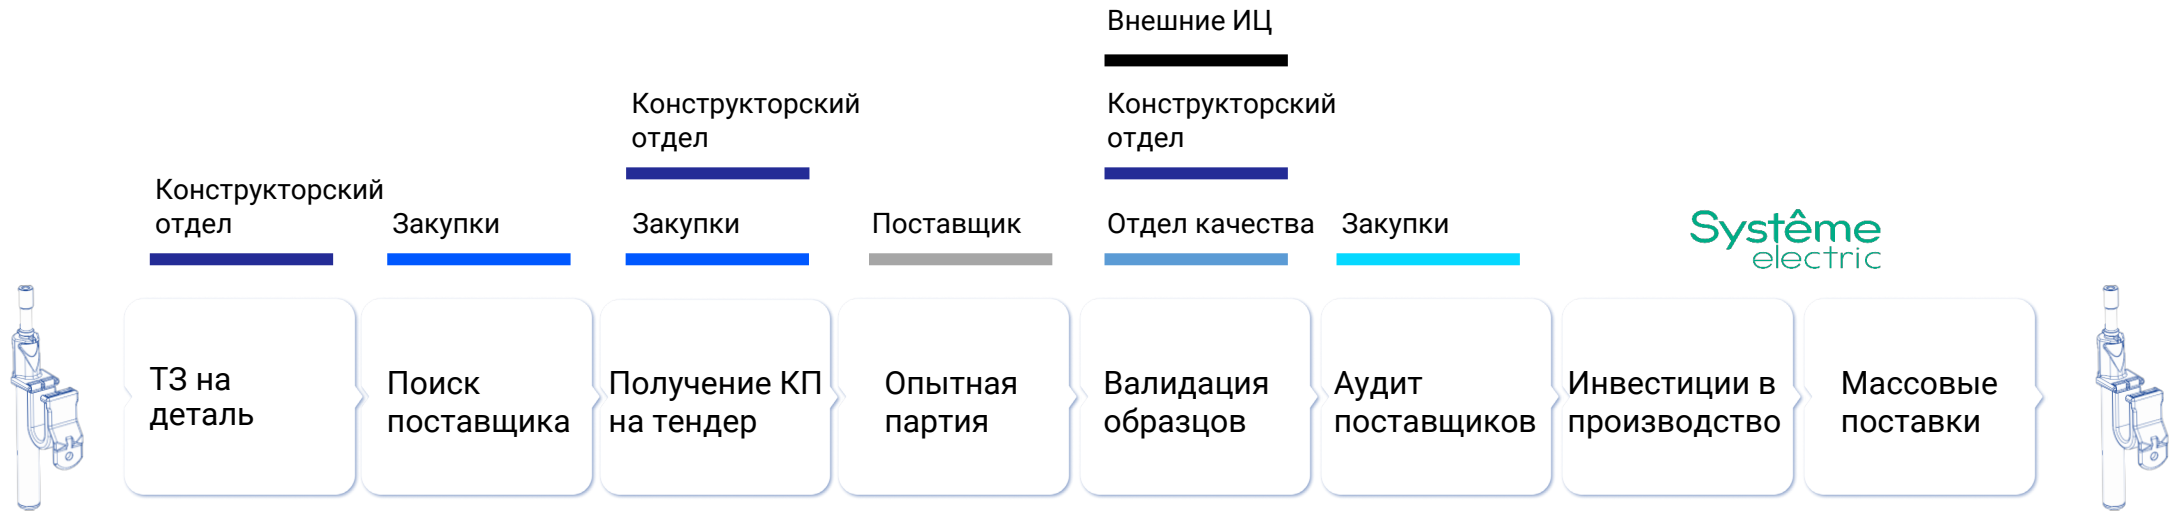 Внешние ИЦ
Конструкторский
отдел
Конструкторский
отдел
Конструкторский
отдел
Закупки
Закупки
Поставщик
Отдел качества
Закупки
Système
electric
ТЗ на
деталь
Поиск
поставщика
Получение КП
на тендер
Опытная
партия
Валидация
образцов
Аудит
поставщиков
Инвестиции в
производство
Массовые
поставки